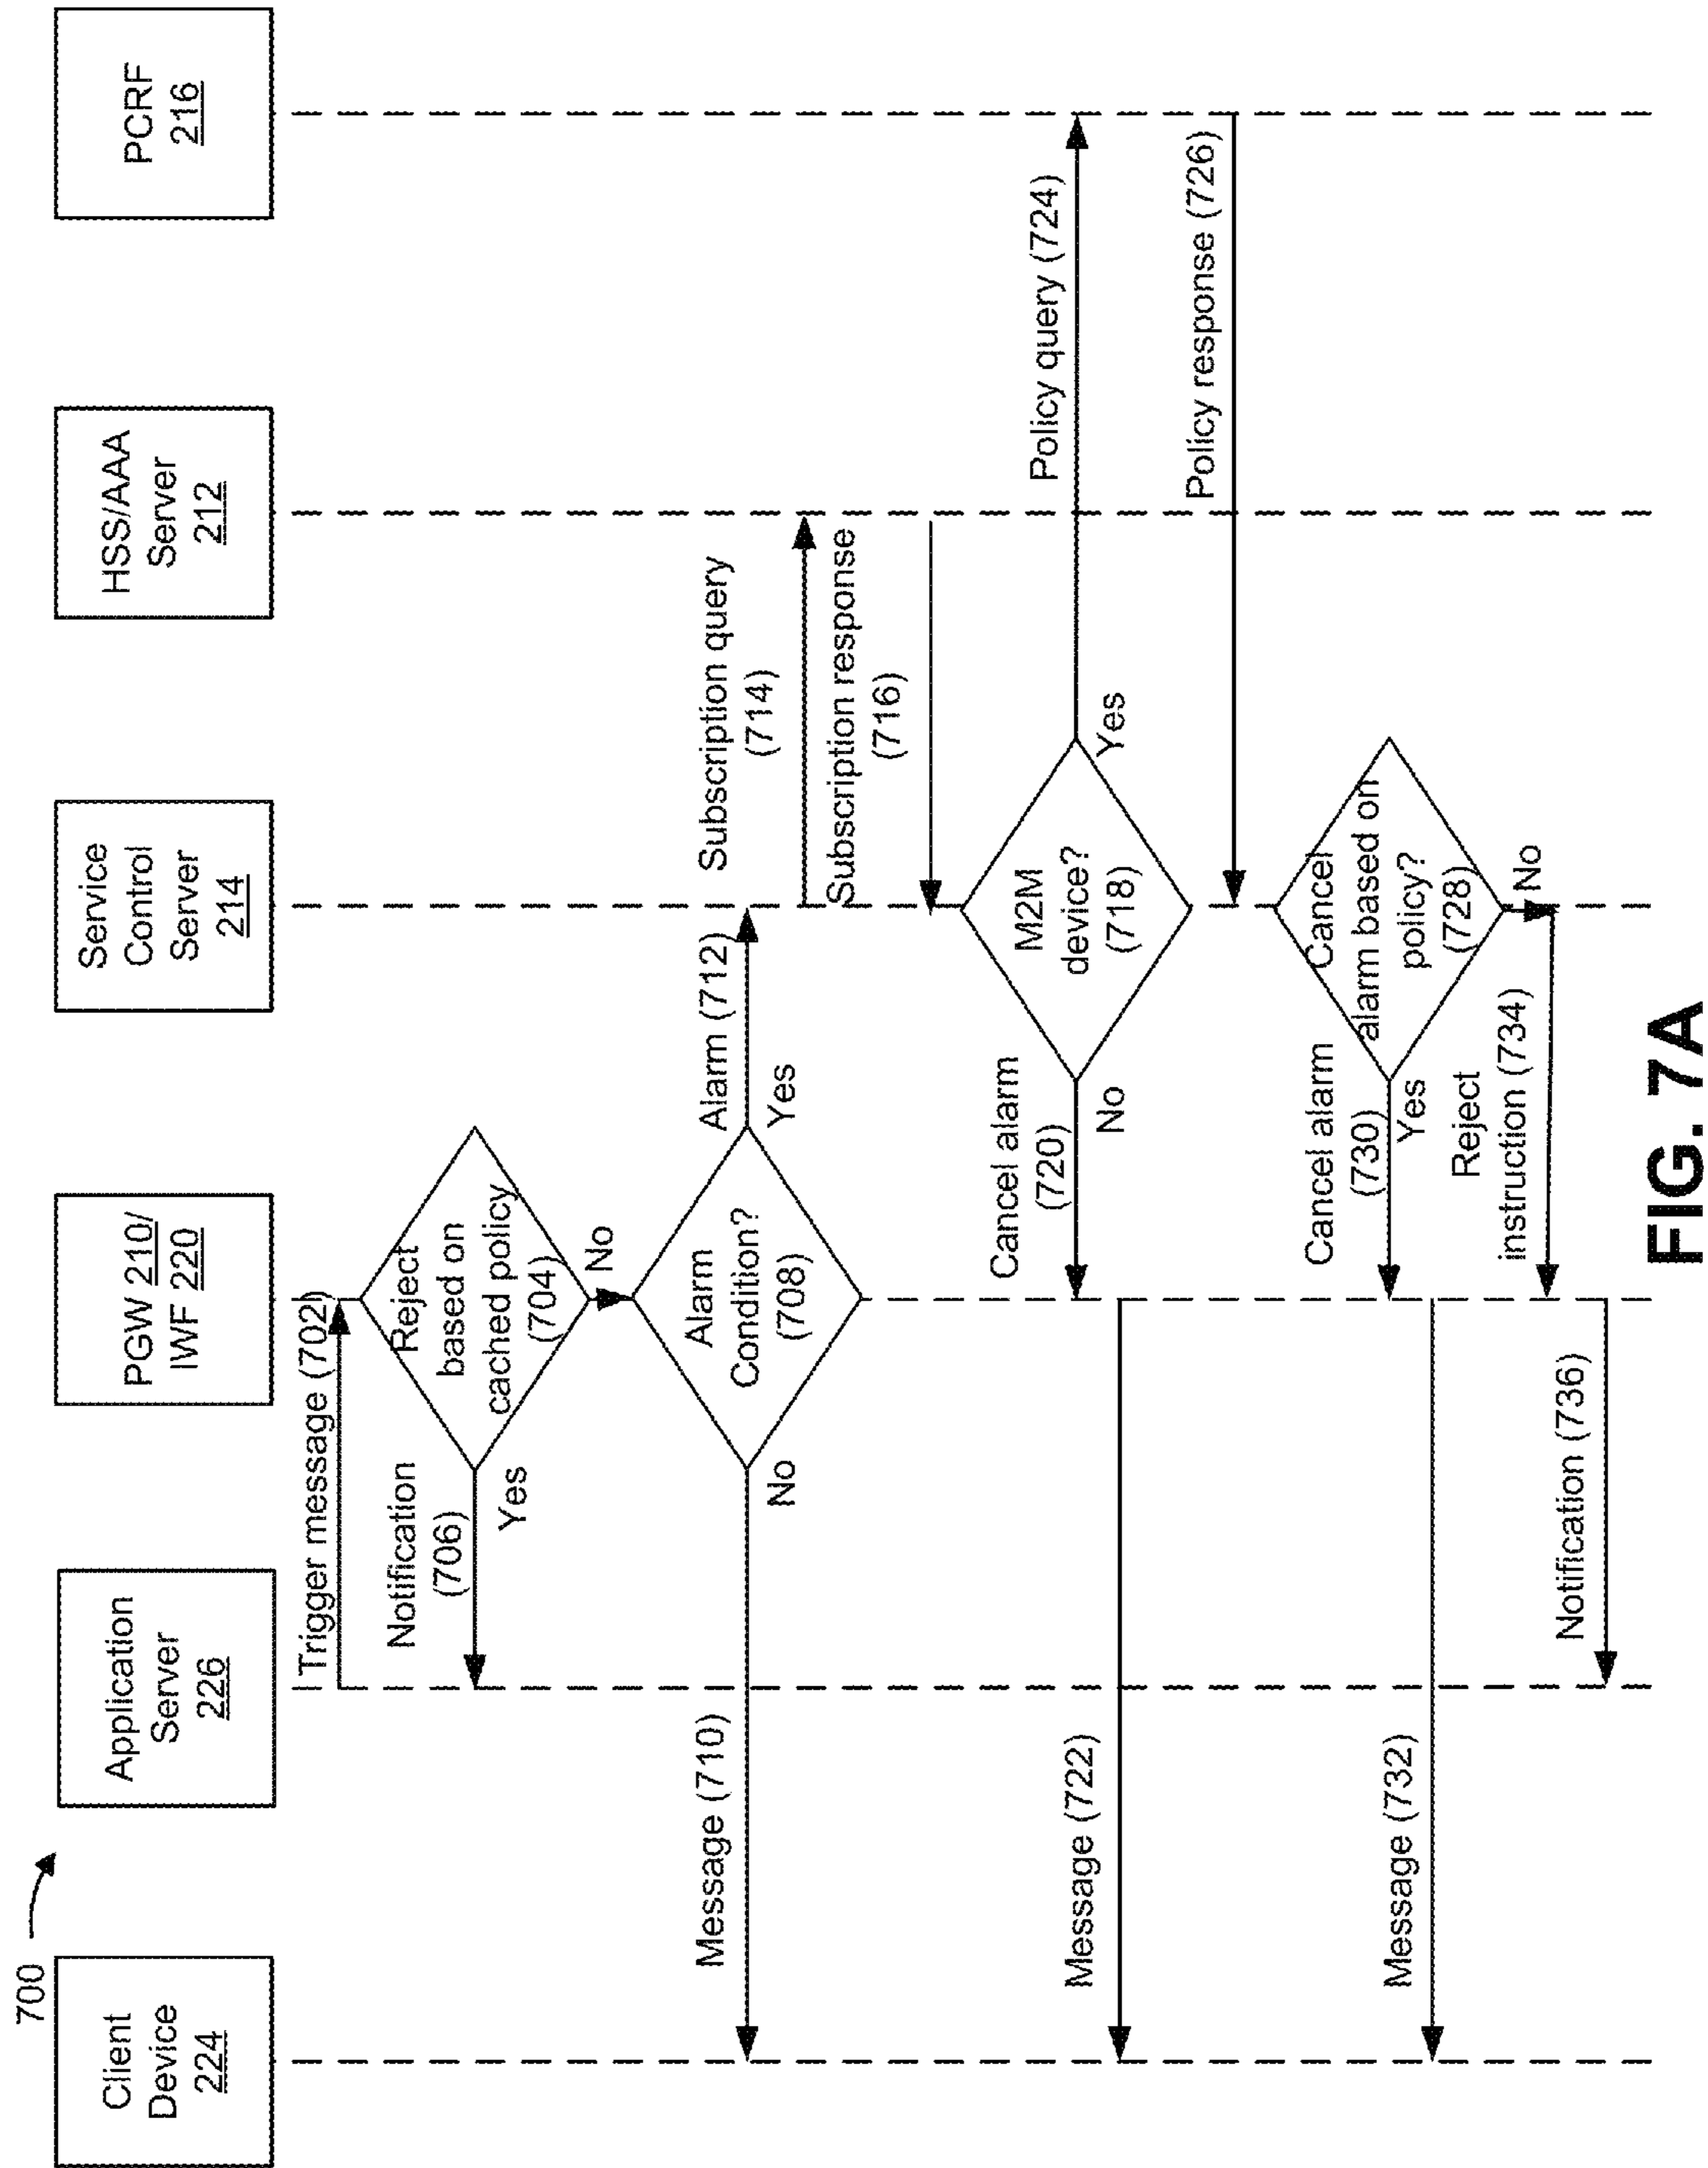 700
Client
Device
224
Application
Server
226
PGW 210/
IWF 220
Service
Control
Server
214
HSS/AAA
Server
212
PCRF
216
Trigger message (702)
Reject
based on
cached policy
(704)
Notification
(706)
Yes
No
Alarm
Condition?
(708)
Message (710)
No
Alarm (712)
Yes
Subscription query
(714)
Subscription response
(716)
M2M
device?
(718)
Cancel alarm
(720)
No
Message (722)
Yes
Policy query (724)
Policy response (726)
Cancel
alarm based on
policy?
(728)
Cancel alarm
(730)
Yes
Message (732)
No
Reject
instruction (734)
Notification (736)
FIG. 7A